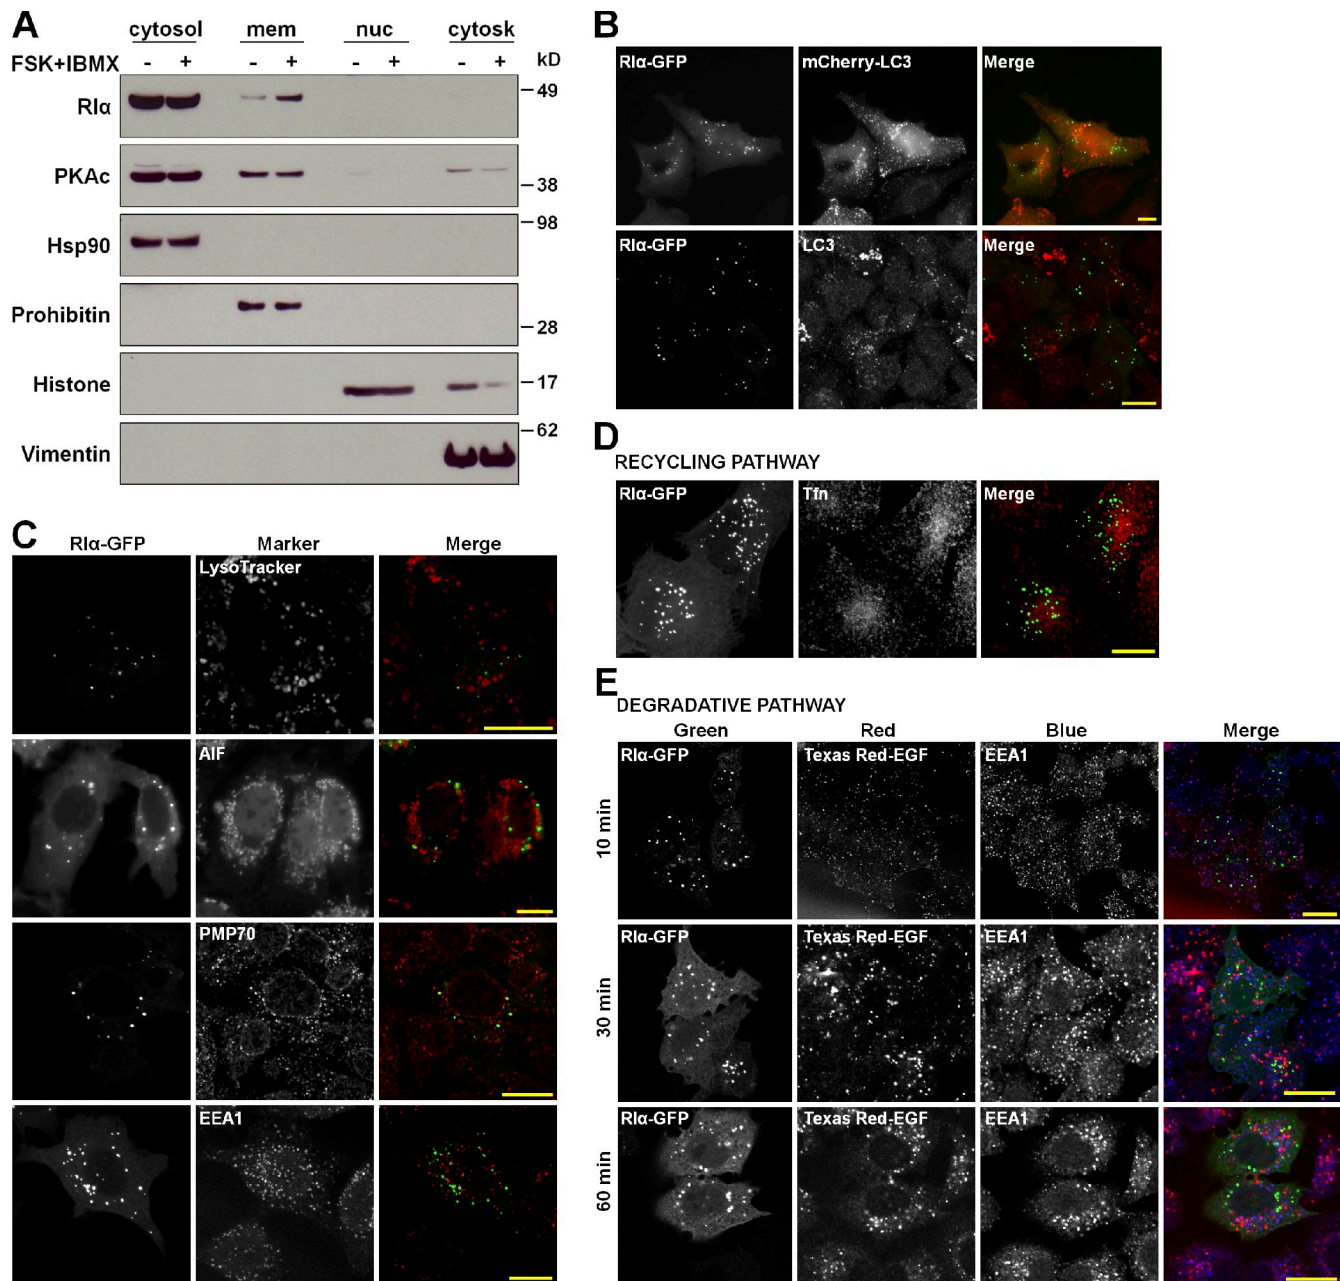 A
cytosol mem nuc cytosk
FSK+IBMX - + - + - + - + kD
RIα
49
PKAc
38
Hsp90
98
Prohibitin
28
Histone
17
Vimentin
62
B
RIα-GFP mCherry-LC3 Merge
RIα-GFP LC3 Merge
C
RIα-GFP Marker Merge
LysoTracker
AIF
PMP70
EEA1
D
RECYCLING PATHWAY
RIα-GFP Tfn Merge
E
DEGRADATIVE PATHWAY
Green Red Blue Merge
10 min
RIα-GFP Texas Red-EGF EEA1
30 min
RIα-GFP Texas Red-EGF EEA1
60 min
RIα-GFP Texas Red-EGF EEA1